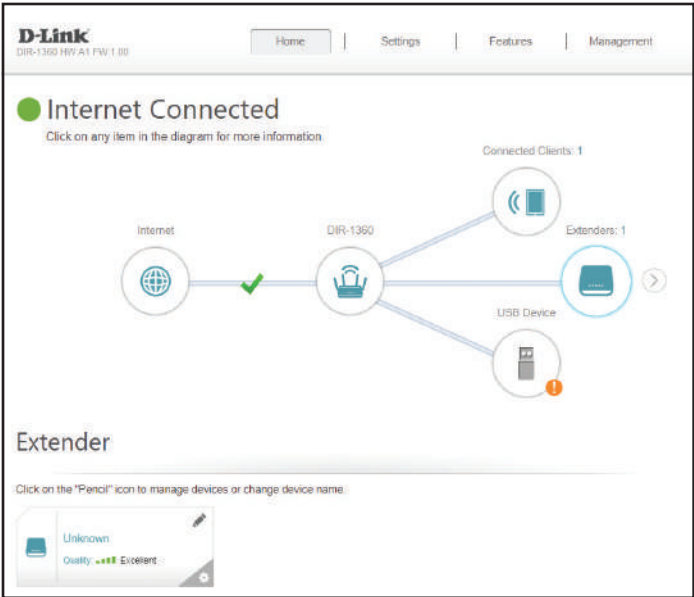 D-Link
DIR-1360 HW:A1 FW:1.00
Home | Settings | Features | Management
Internet Connected
Click on any item in the diagram for more information
Connected Clients: 1
Internet
DIR-1360
Extenders: 1
USB Device
Extender
Click on the "Pencil" icon to manage devices or change device name.
Unknown
Quality: Excellent